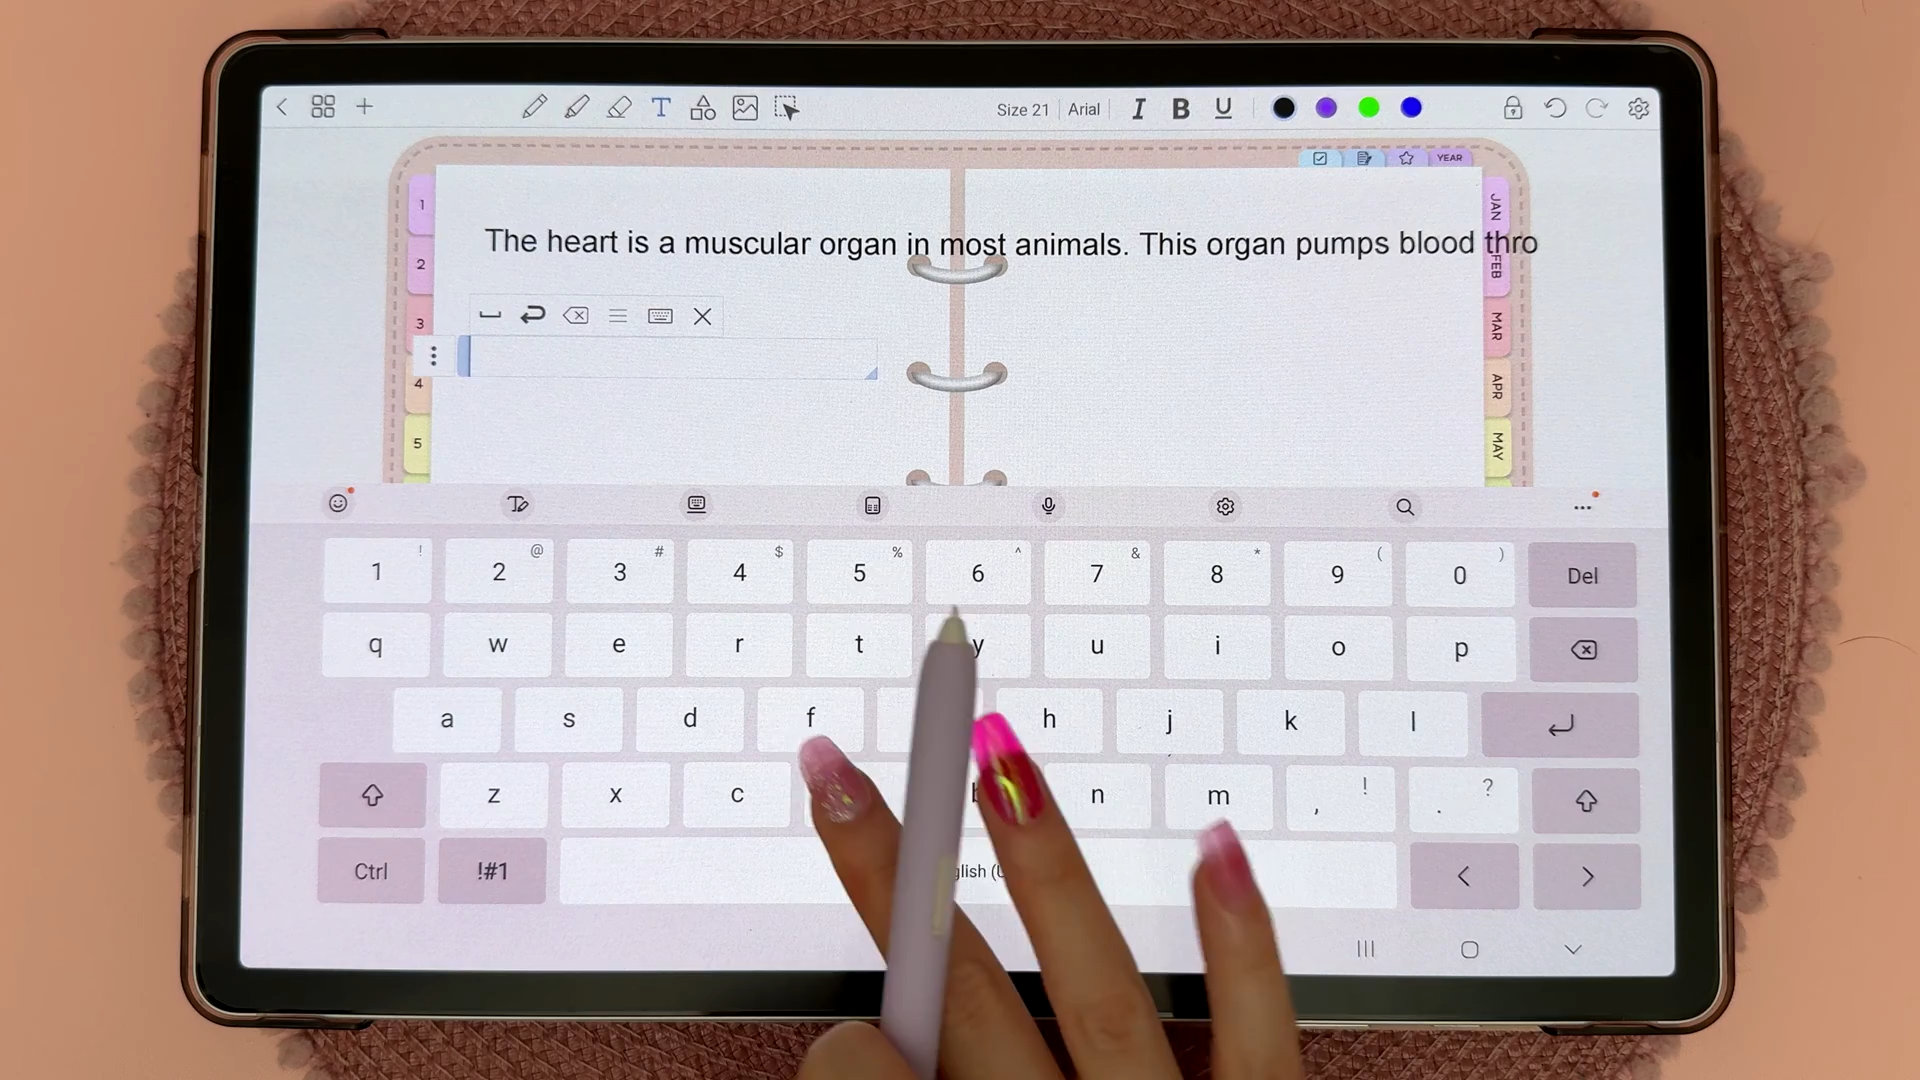 Size 21 Arial I B U
YEAR
The heart is a muscular organ in most animals. This organ pumps blood thro
1
2
3
4
5
JAN
FEB
MAR
APR
MAY
1 ! 2 @ 3 # 4 $ 5 % 6 ^ 7 & 8 * 9 ( 0 ) Del
q w e r t y u i o p
a s d f h j k l
z x c b n m , ! . ?
Ctrl !#1 glish (U < >